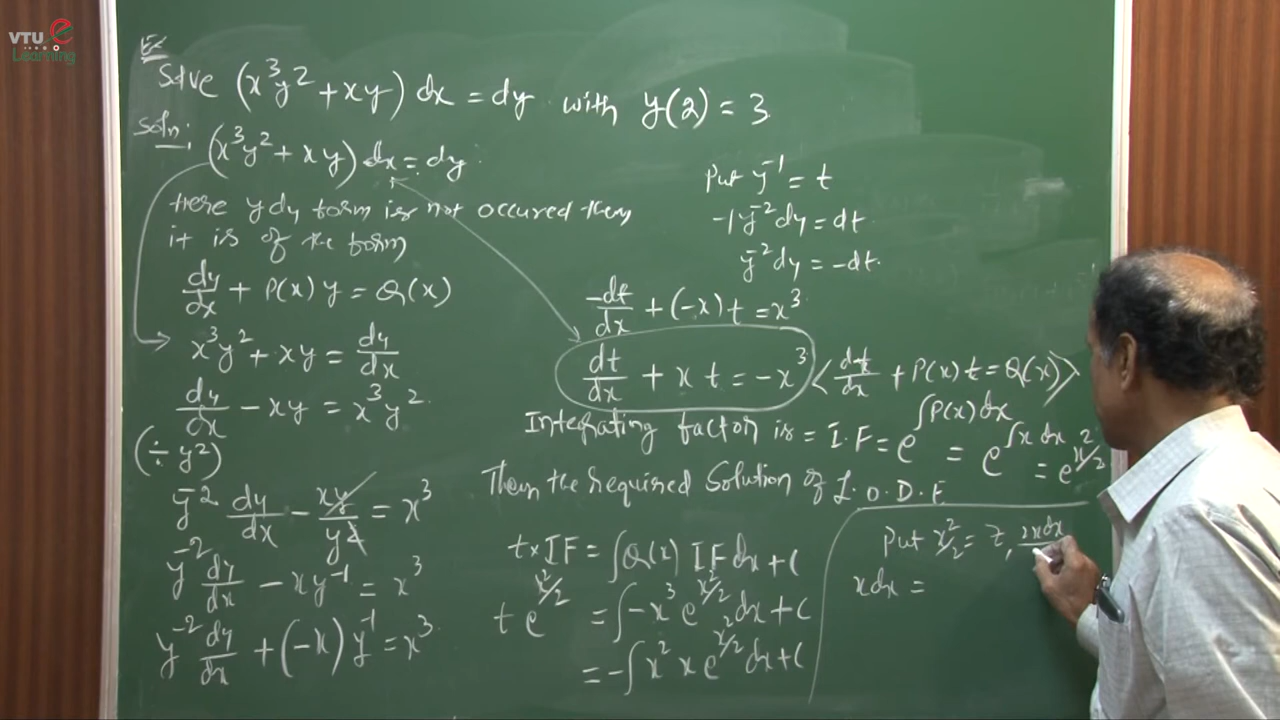 VTU e
Learning
Ex
Solve (x³y² + xy) dx = dy with y(2) = 3
Soln: (x³y² + xy) dx = dy.
Here y dy form is not occured then
it is of the form
dy/dx + P(x) y = Q(x)
x³y² + xy = dy/dx
dy/dx - xy = x³y²
(÷ y²)
y⁻² dy/dx - xy/y² = x³
y⁻² dy/dx - xy⁻¹ = x³
y⁻² dy/dx + (-x) y⁻¹ = x³
Put y⁻¹ = t
-1y⁻² dy = dt
y⁻² dy = -dt.
-dt/dx + (-x) t = x³
dt/dx + x t = -x³ < dt/dx + P(x) t = Q(x) >
Integrating factor is = I.F = e^∫P(x) dx = e^∫x dx = e^x²/2
Then the required Solution of L.O.D.E
t × IF = ∫Q(x) IF dx + C
t e^x²/2 = ∫-x³ e^x²/2 dx + C
= -∫x² x e^x²/2 dx + C
Put x²/2 = z, 2x dx
x dx =